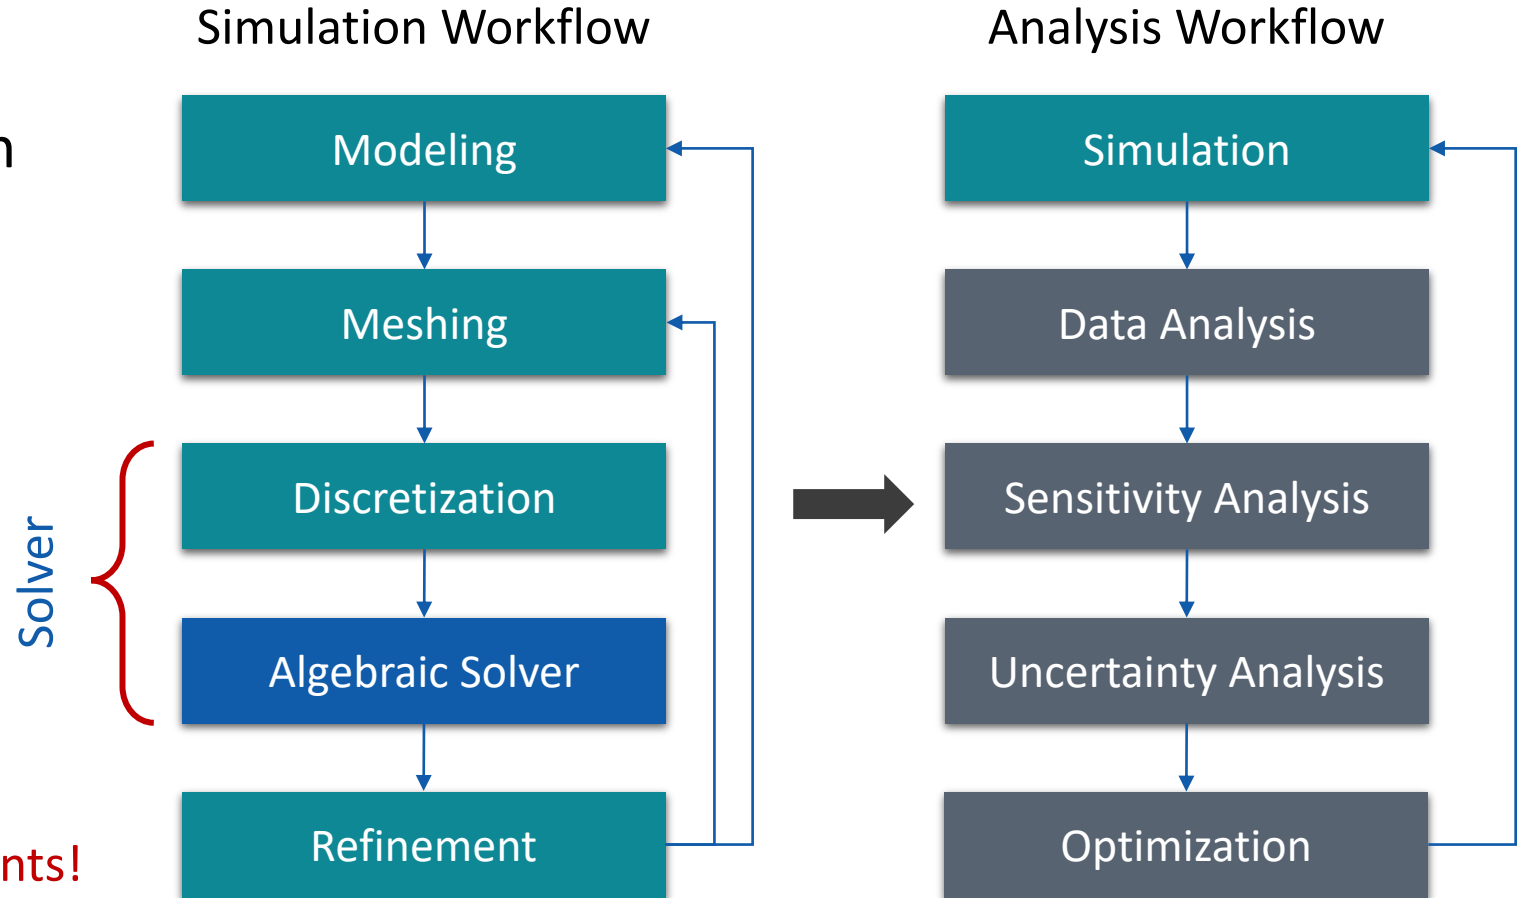 Simulation Workflow
Analysis Workflow
n
Modeling
Simulation
Meshing
Data Analysis
Solver
Discretization
Sensitivity Analysis
Algebraic Solver
Uncertainty Analysis
Refinement
Optimization
nts!